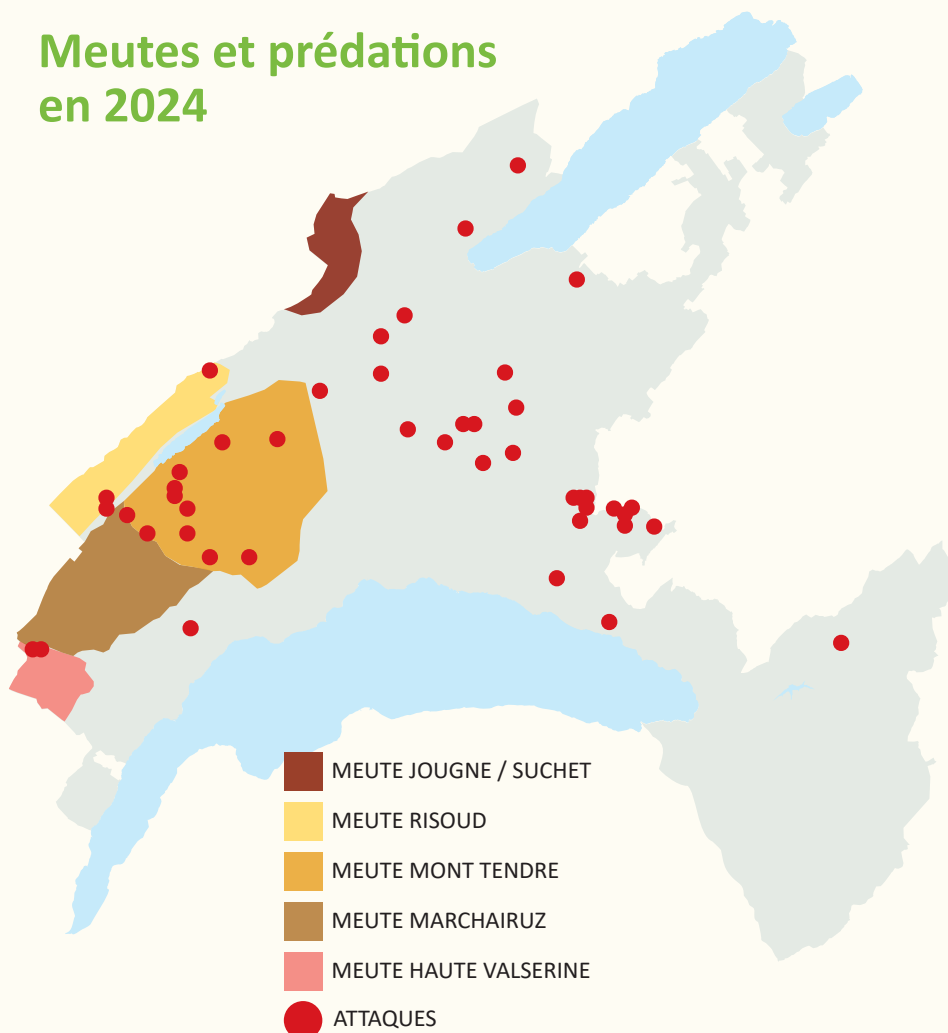 Meutes et prédations
en 2024
MEUTE JOUGNE / SUCHET
MEUTE RISOUD
MEUTE MONT TENDRE
MEUTE MARCHAIRUZ
MEUTE HAUTE VALSERINE
ATTAQUES